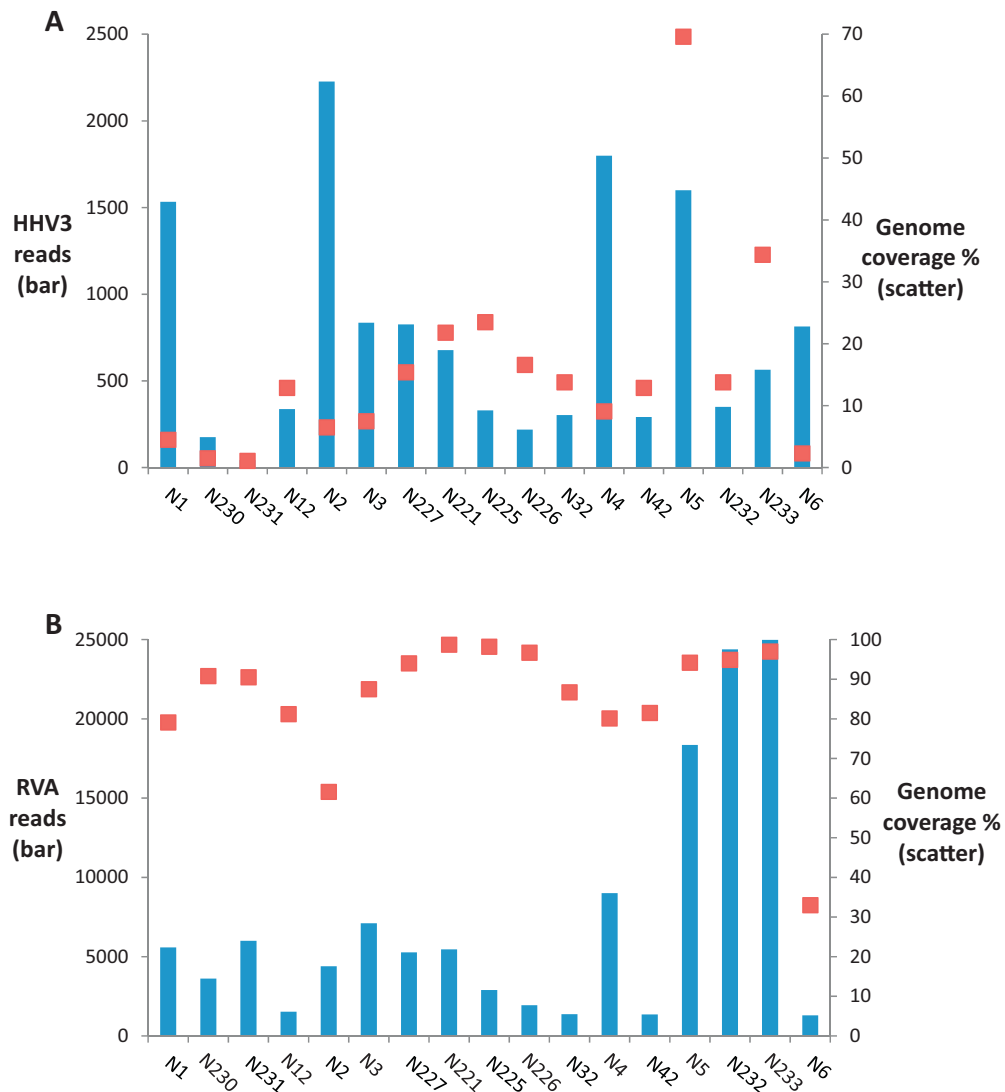 A
2500
2000
1500
1000
500
0
HHV3
reads
(bar)
70
60
50
40
30
20
10
0
Genome
coverage %
(scatter)
N1 N230 N231 N12 N2 N3 N227 N221 N225 N226 N32 N4 N42 N5 N232 N233 N6
B
25000
20000
15000
10000
5000
0
RVA
reads
(bar)
100
90
80
70
60
50
40
30
20
10
0
Genome
coverage %
(scatter)
N1 N230 N231 N12 N2 N3 N227 N221 N225 N226 N32 N4 N42 N5 N232 N233 N6